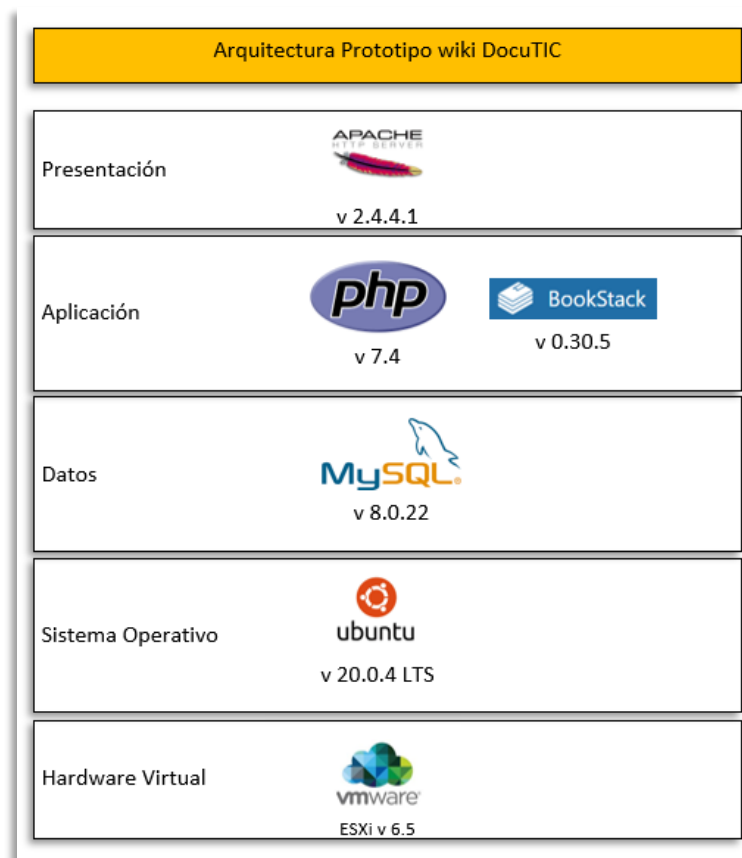 Arquitectura Prototipo wiki DocuTIC
Presentación
APACHE
HTTP SERVER
v 2.4.4.1
Aplicación
php
v 7.4
BookStack
v 0.30.5
Datos
MySQL
v 8.0.22
Sistema Operativo
ubuntu
v 20.0.4 LTS
Hardware Virtual
vmware
ESXi v 6.5